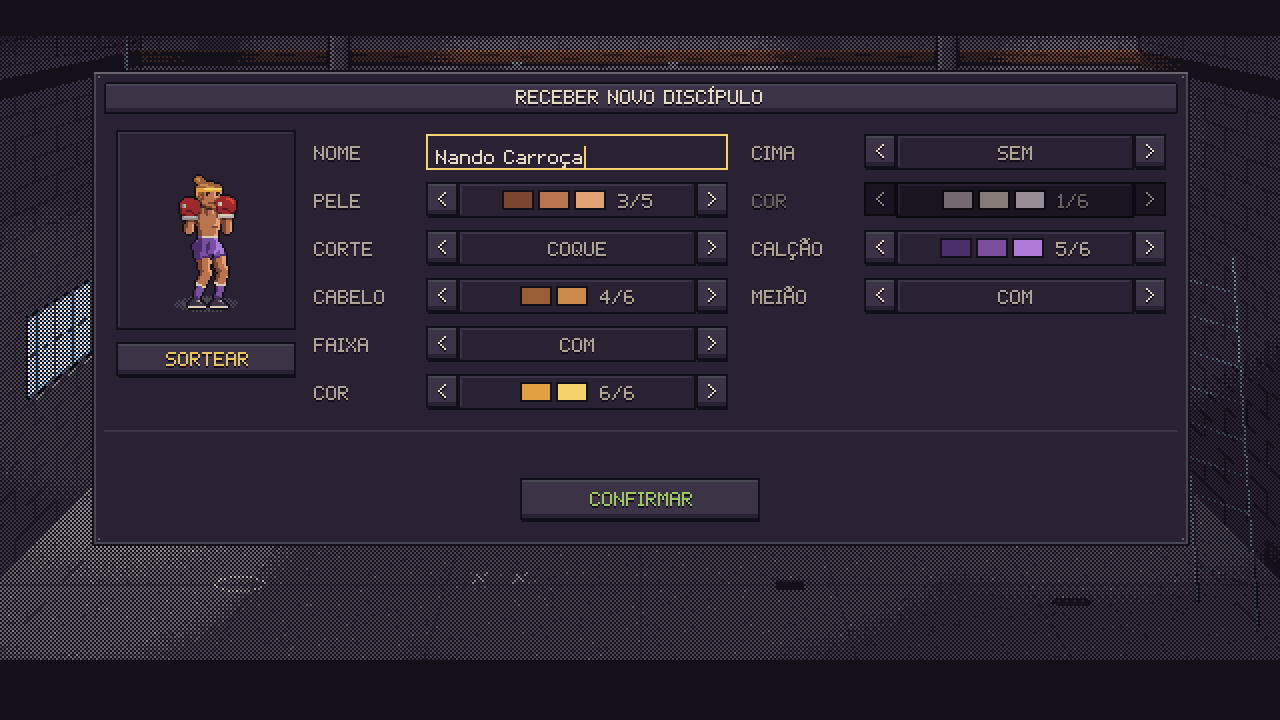 RECEBER NOVO DISCÍPULO
NOME
Nando Carroça
PELE
< 3/5 >
CORTE
< COQUE >
CABELO
< 4/6 >
FAIXA
< COM >
COR
< 6/6 >
CIMA
< SEM >
COR
< 1/6 >
CALÇÃO
< 5/6 >
MEIÃO
< COM >
SORTEAR
CONFIRMAR